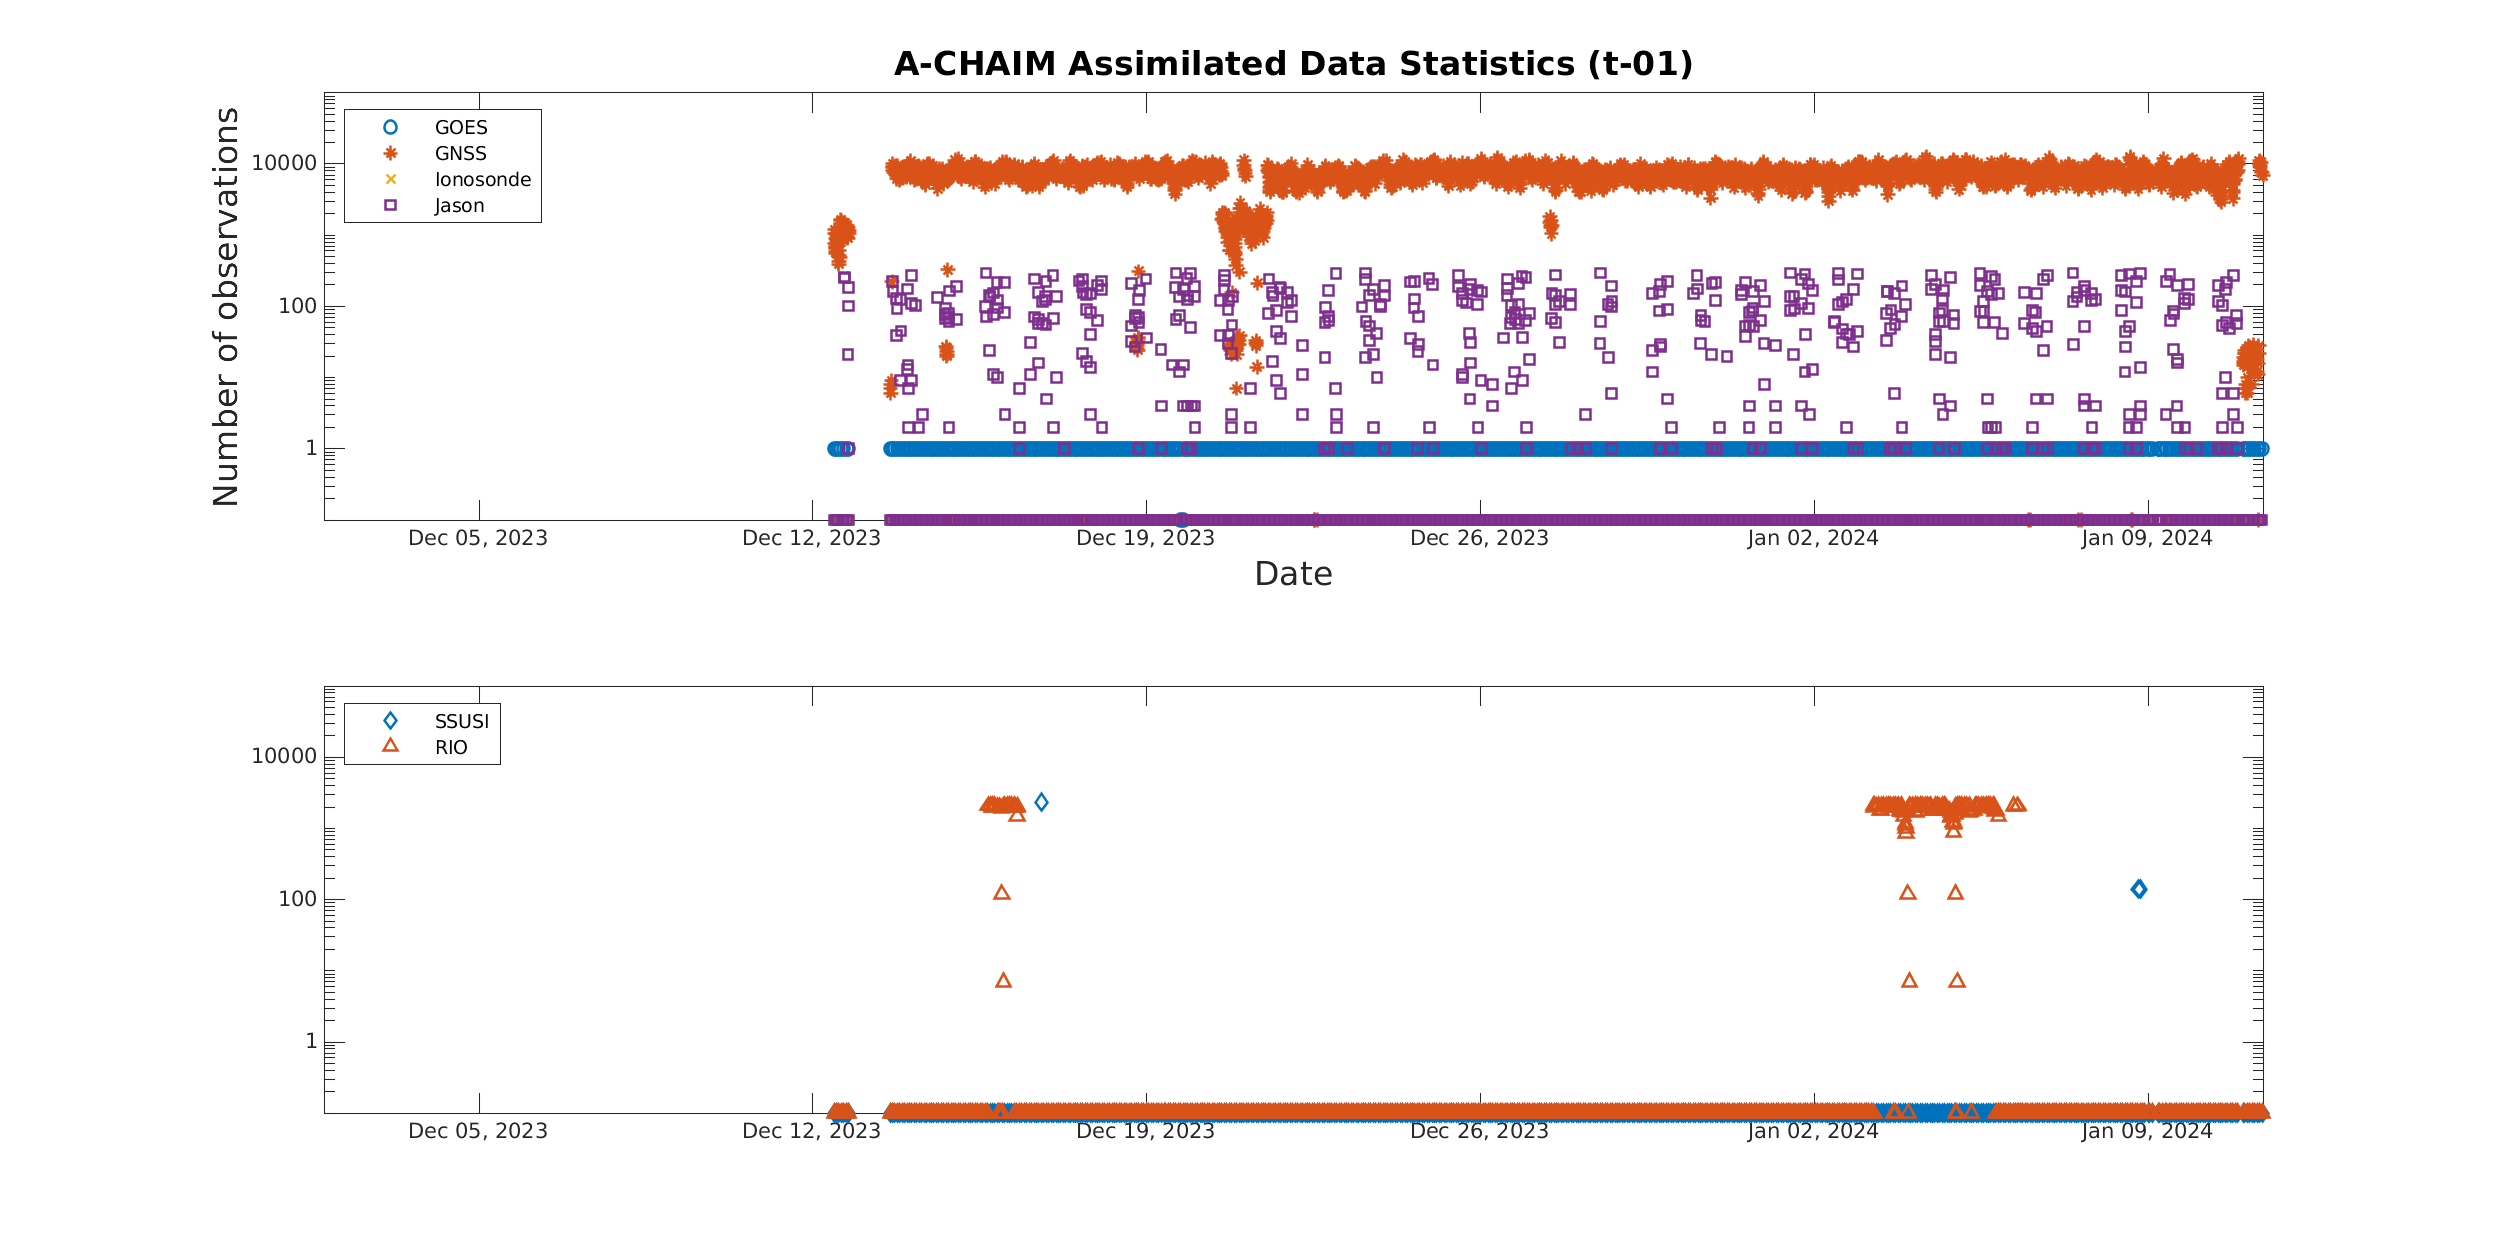 A-CHAIM Assimilated Data Statistics (t-01)
Number of observations
10000
100
1
GOES
GNSS
Ionosonde
Jason
Dec 05, 2023
Dec 12, 2023
Dec 19, 2023
Dec 26, 2023
Jan 02, 2024
Jan 09, 2024
Date
10000
100
1
SSUSI
RIO
Dec 05, 2023
Dec 12, 2023
Dec 19, 2023
Dec 26, 2023
Jan 02, 2024
Jan 09, 2024